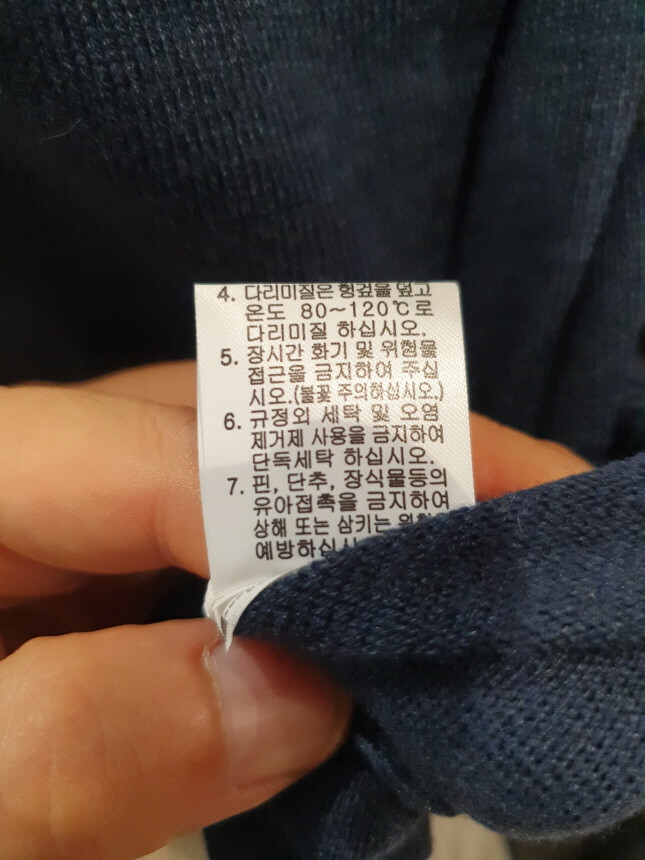 4. 다리미질은 헝겊을 덮고
온도 80~120℃로
다리미질 하십시오.
5. 장시간 화기 및 위험물
접근을 금지하여 주십
시오.(불꽃 주의하십시오.)
6. 규정외 세탁 및 오염
제거제 사용을 금지하여
단독세탁 하십시오.
7. 핀, 단추, 장식물등의
유아접촉을 금지하여
상해 또는 삼키는
예방하십시